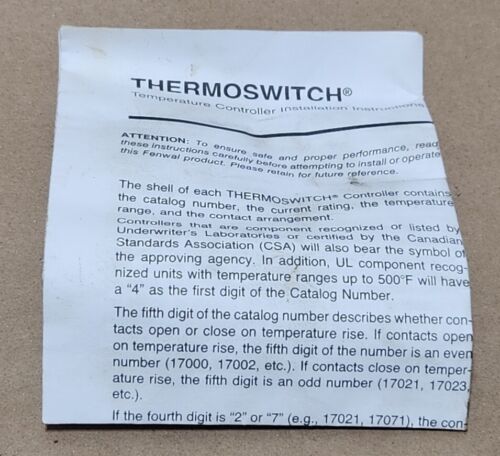 THERMOSWITCH®
Temperature Controller Installation Instructions
ATTENTION: To ensure safe and proper performance, read
these instructions carefully before attempting to install or operate
this Fenwal product. Please retain for future reference.
The shell of each THERMOSWITCH® Controller contains
the catalog number, the current rating, the temperature
range, and the contact arrangement.
Controllers that are component recognized or listed by
Underwriter's Laboratories or certified by the Canadian
Standards Association (CSA) will also bear the symbol of
the approving agency. In addition, UL component recog-
nized units with temperature ranges up to 500°F will have
a "4" as the first digit of the Catalog Number.
The fifth digit of the catalog number describes whether con-
tacts open or close on temperature rise. If contacts open
on temperature rise, the fifth digit of the number is an even
number (17000, 17002, etc.). If contacts close on temper-
ature rise, the fifth digit is an odd number (17021, 17023,
etc.).
If the fourth digit is "2" or "7" (e.g., 17021, 17071), the con-